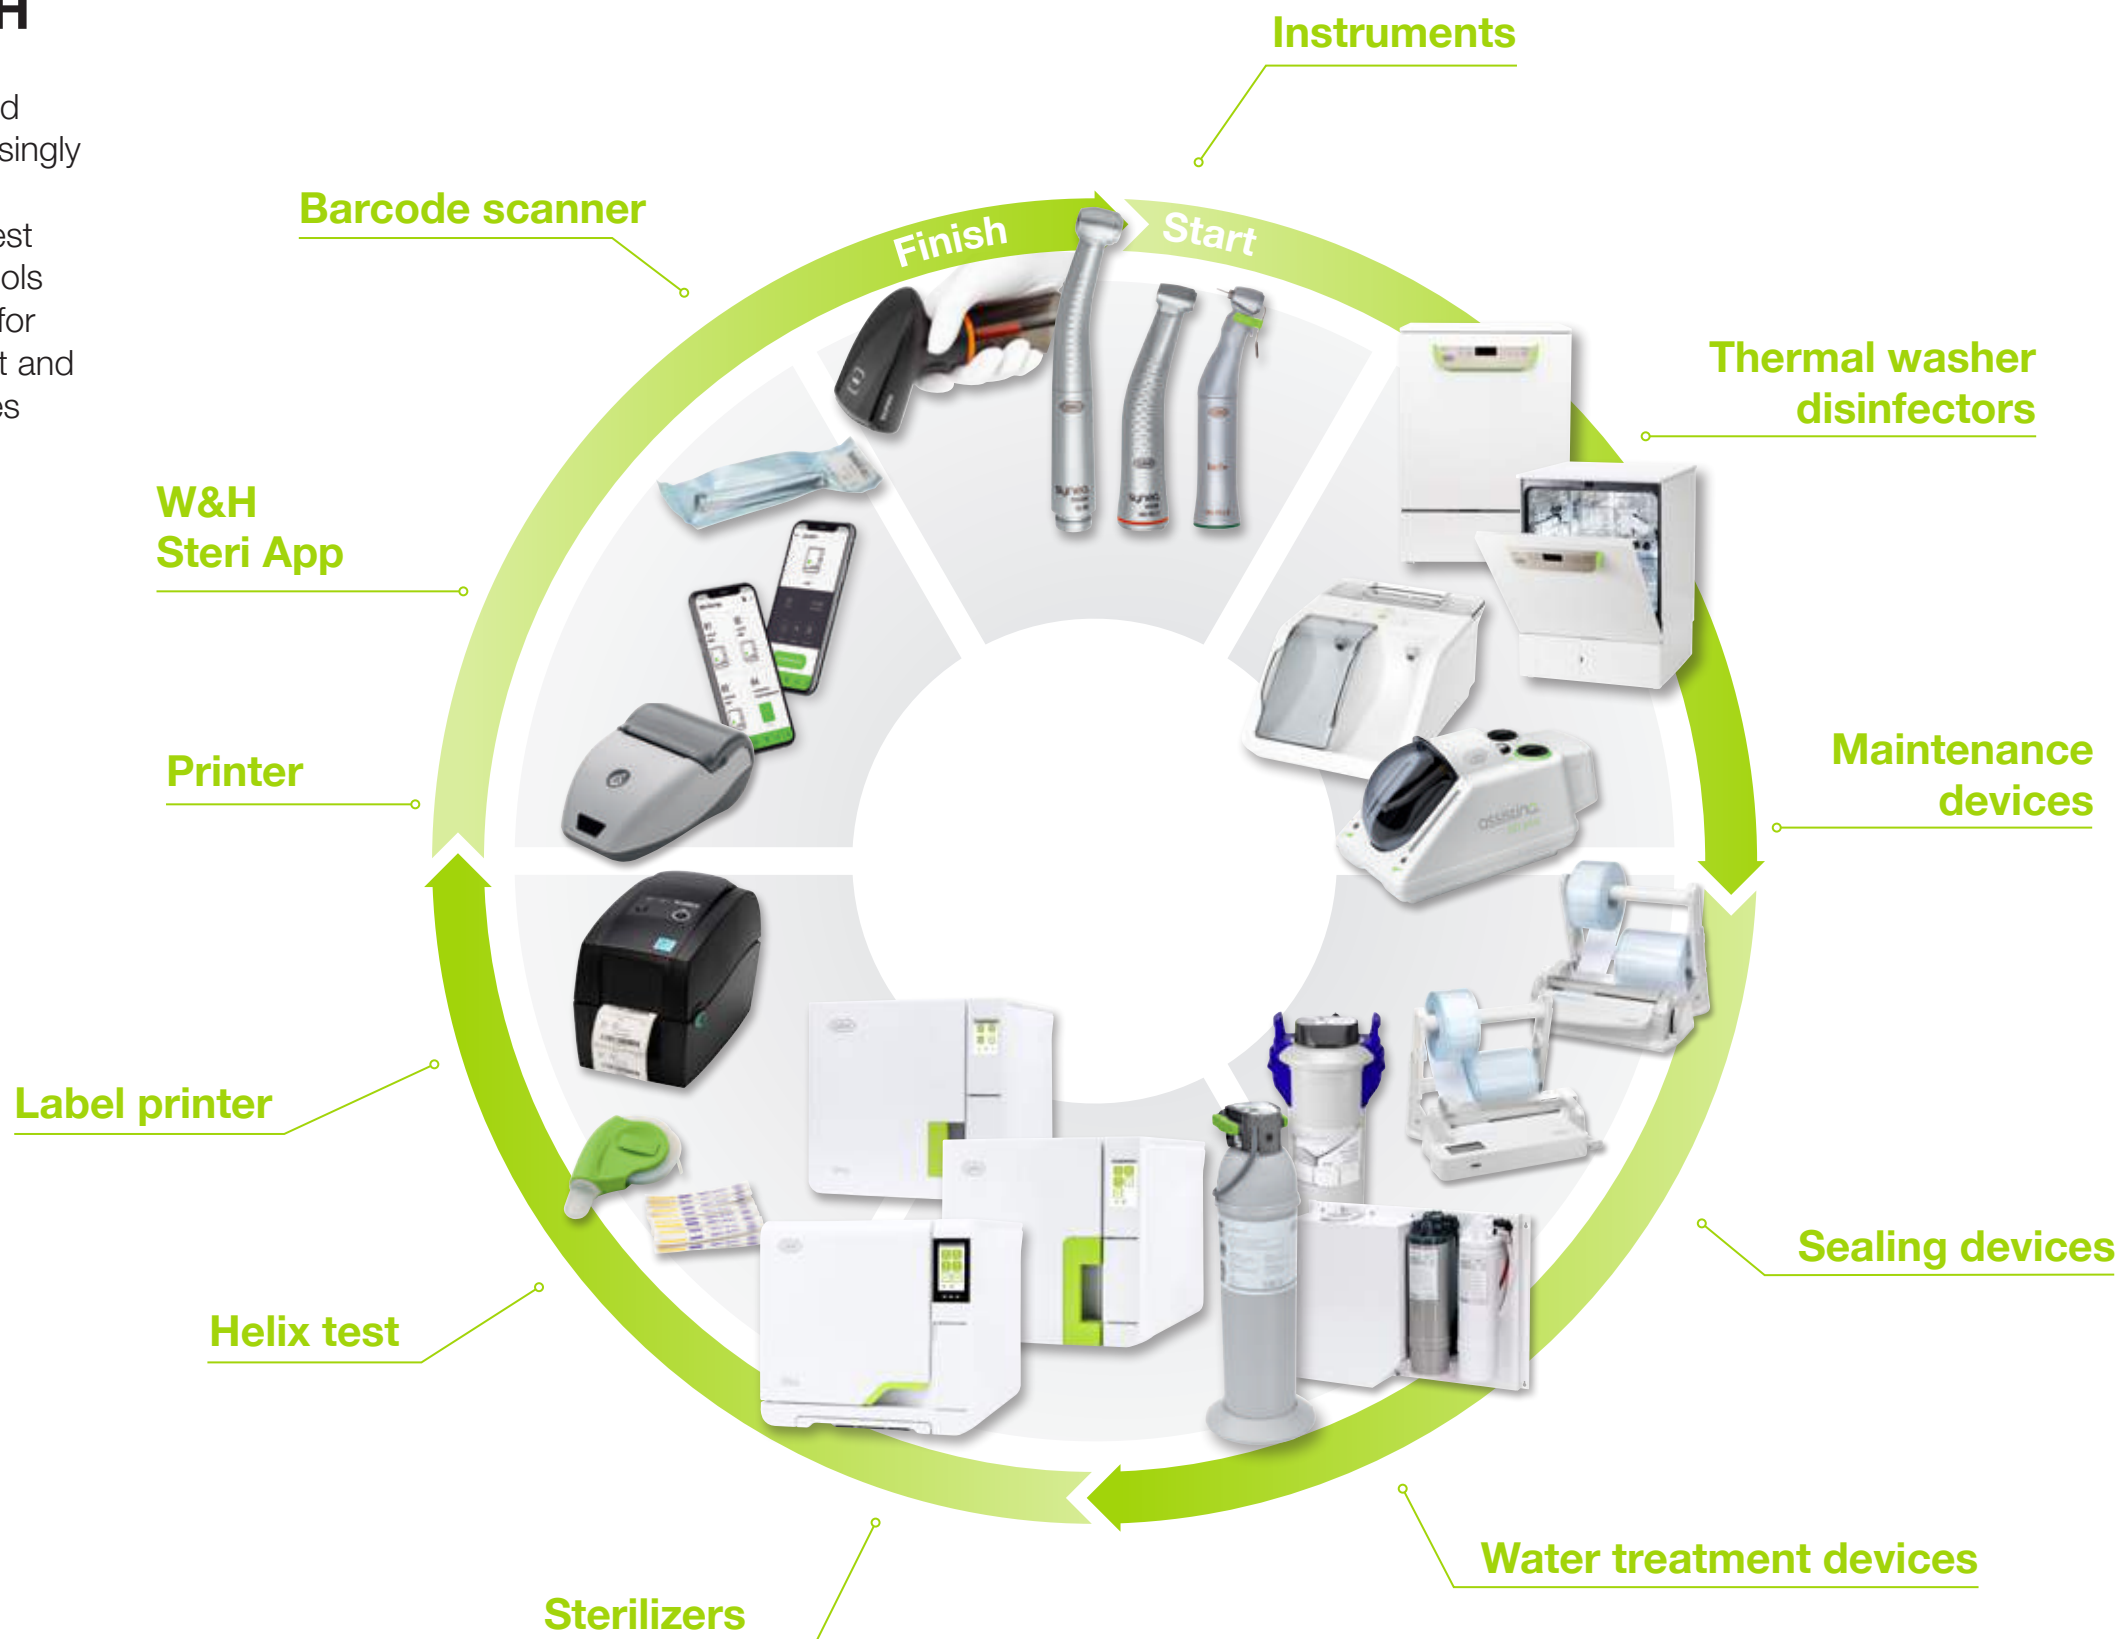 H
d
singly
est
ols
for
t and
es
Instruments
Barcode scanner
Finish
Start
Thermal washer
disinfectors
W&H
Steri App
Printer
Maintenance
devices
assistina
Label printer
Sealing devices
Helix test
Water treatment devices
Sterilizers